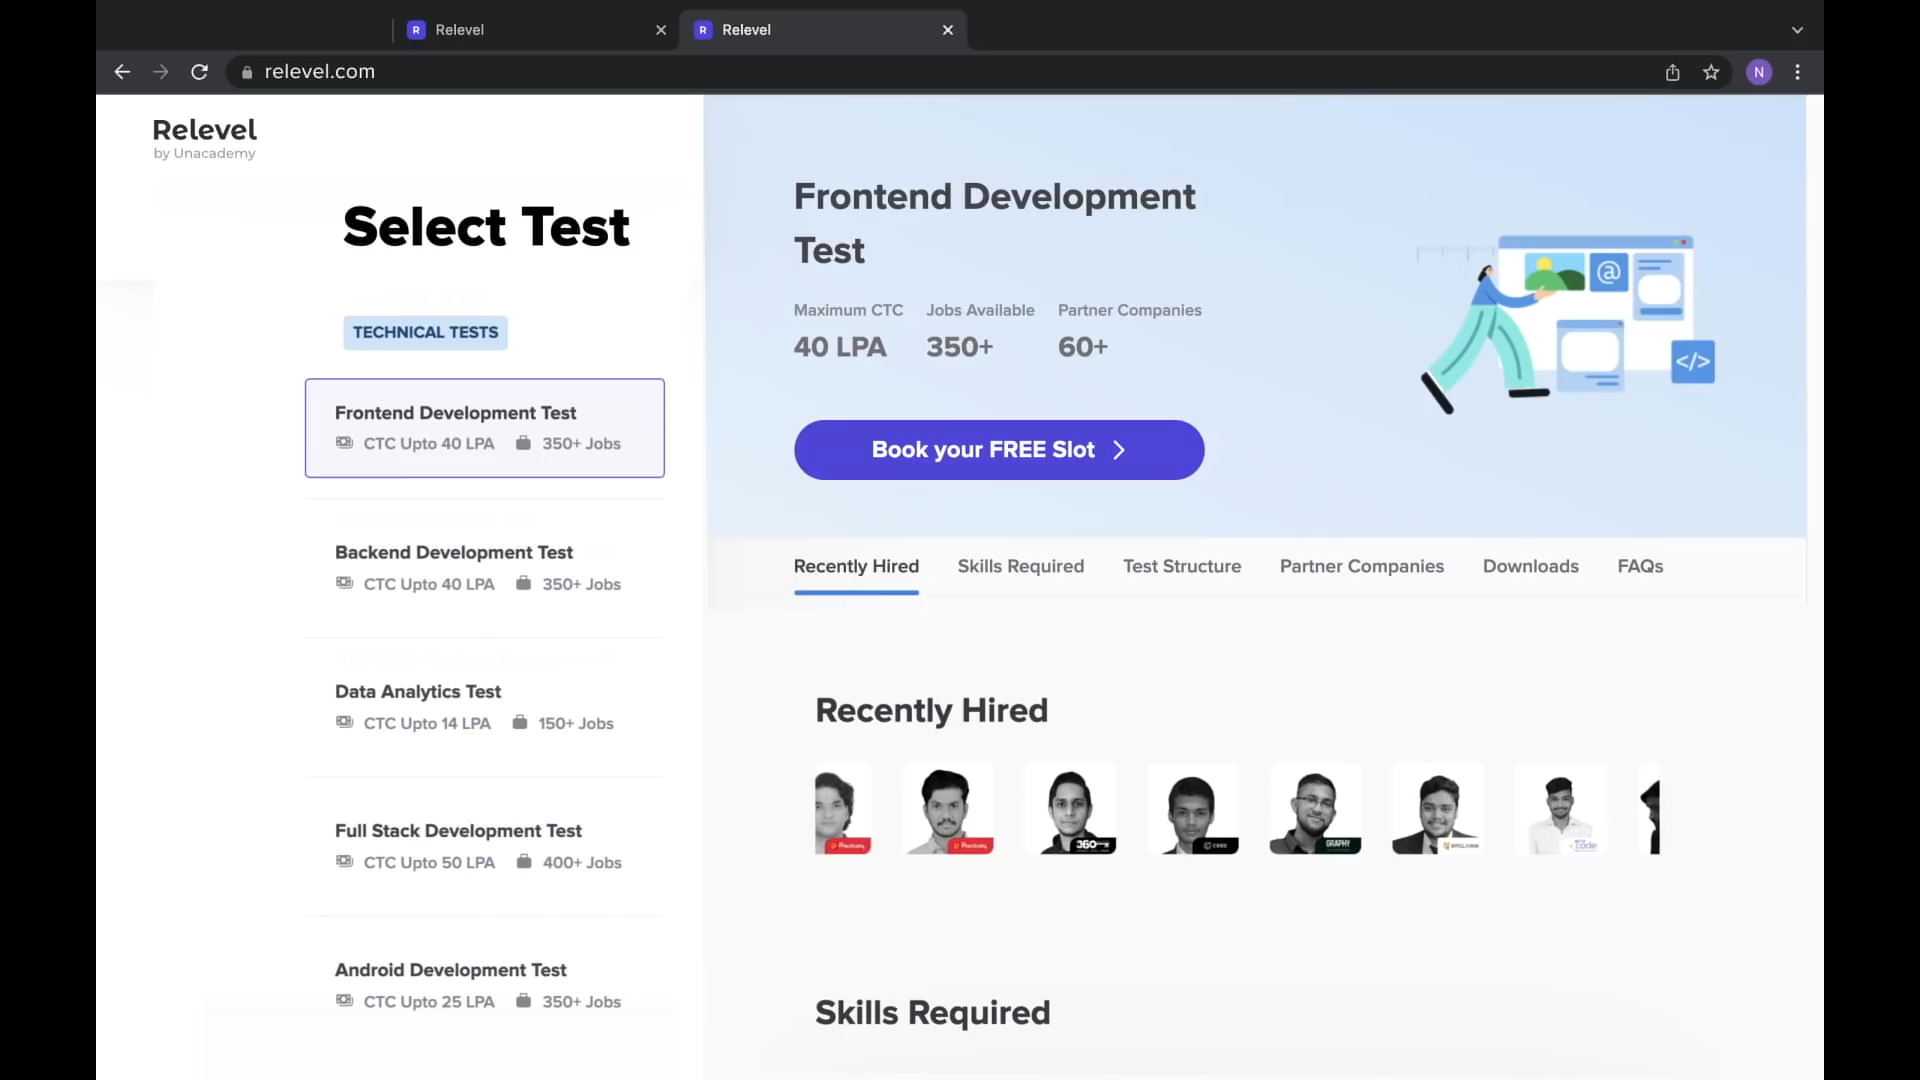 Relevel
Relevel
relevel.com
N
Relevel
by Unacademy
Select Test
TECHNICAL TESTS
Frontend Development Test
CTC Upto 40 LPA 350+ Jobs
Backend Development Test
CTC Upto 40 LPA 350+ Jobs
Data Analytics Test
CTC Upto 14 LPA 150+ Jobs
Full Stack Development Test
CTC Upto 50 LPA 400+ Jobs
Android Development Test
CTC Upto 25 LPA 350+ Jobs
Frontend Development
Test
Maximum CTC Jobs Available Partner Companies
40 LPA 350+ 60+
Book your FREE Slot
@
</>
Recently Hired Skills Required Test Structure Partner Companies Downloads FAQs
Recently Hired
360
CRED
GRAPHY
code
Skills Required